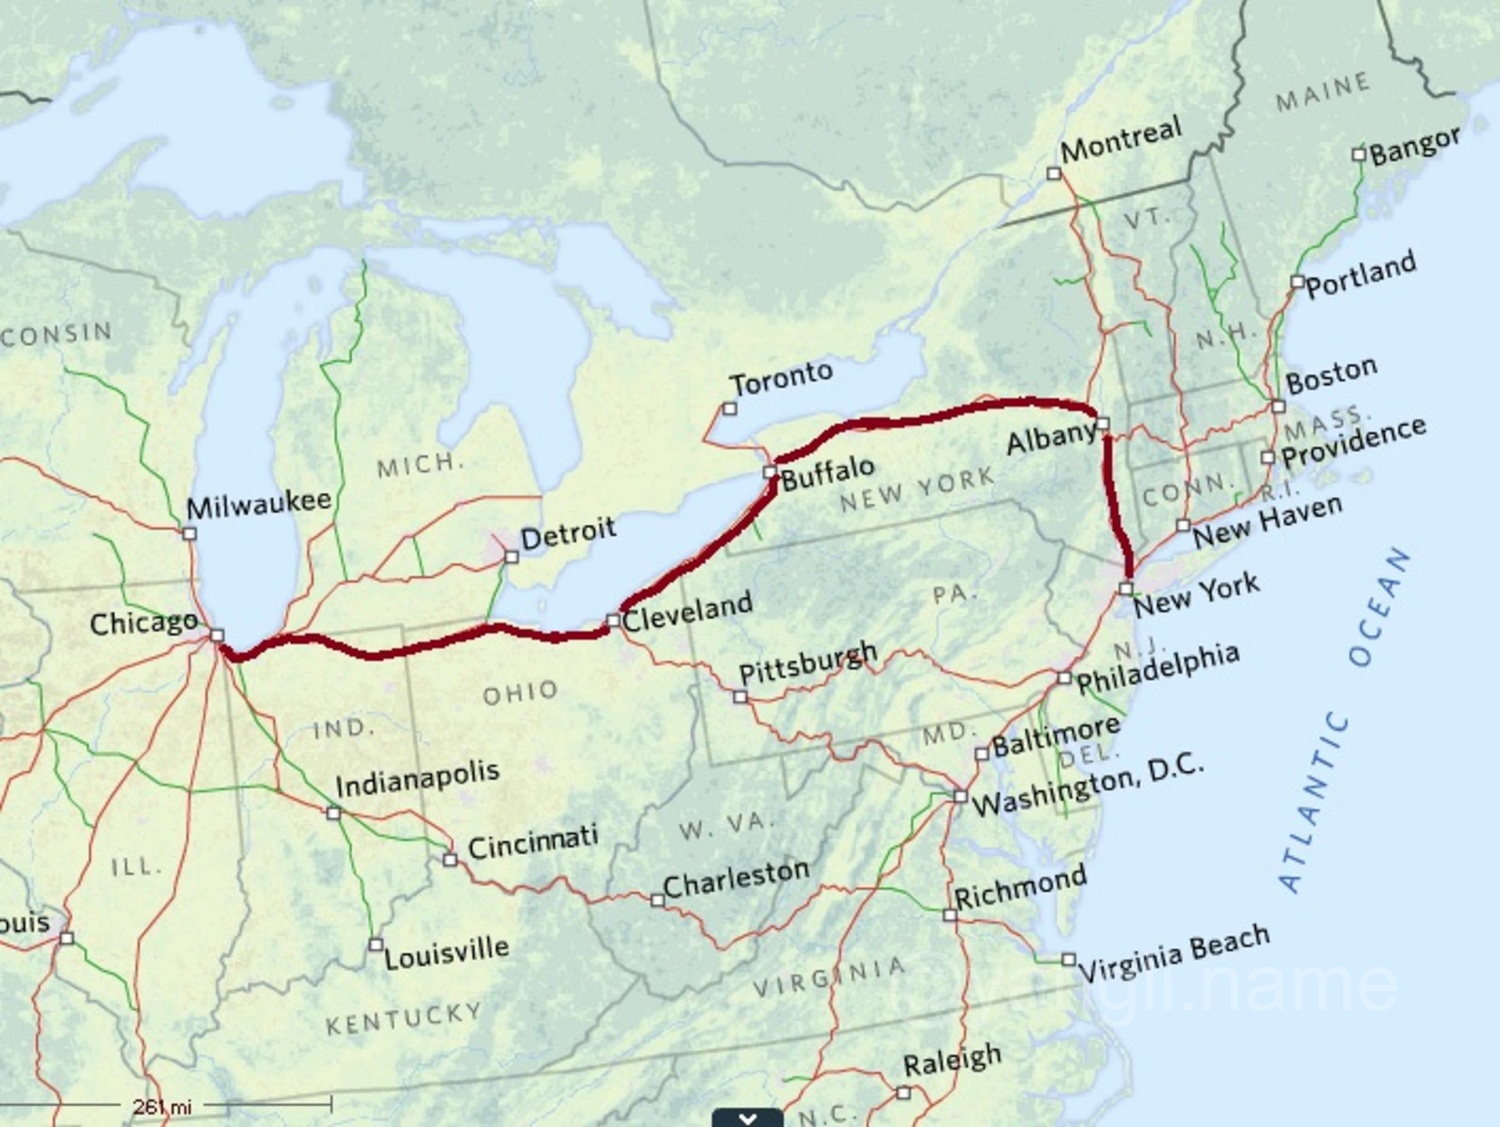 MAINE
Montreal
Bangor
VT.
Portland
CONSIN
N.H.
Toronto
Boston
MASS.
Albany
Providence
MICH.
Buffalo
NEW YORK
CONN.
R.I.
Milwaukee
New Haven
Detroit
PA.
New York
Chicago
Cleveland
N.J.
ATLANTIC OCEAN
Pittsburgh
Philadelphia
OHIO
IND.
MD.
Baltimore
DEL.
Indianapolis
Washington, D.C.
W. VA.
Cincinnati
ILL.
Charleston
Richmond
ouis
Louisville
Virginia Beach
VIRGINIA
KENTUCKY
Raleigh
261 mi
N.C.